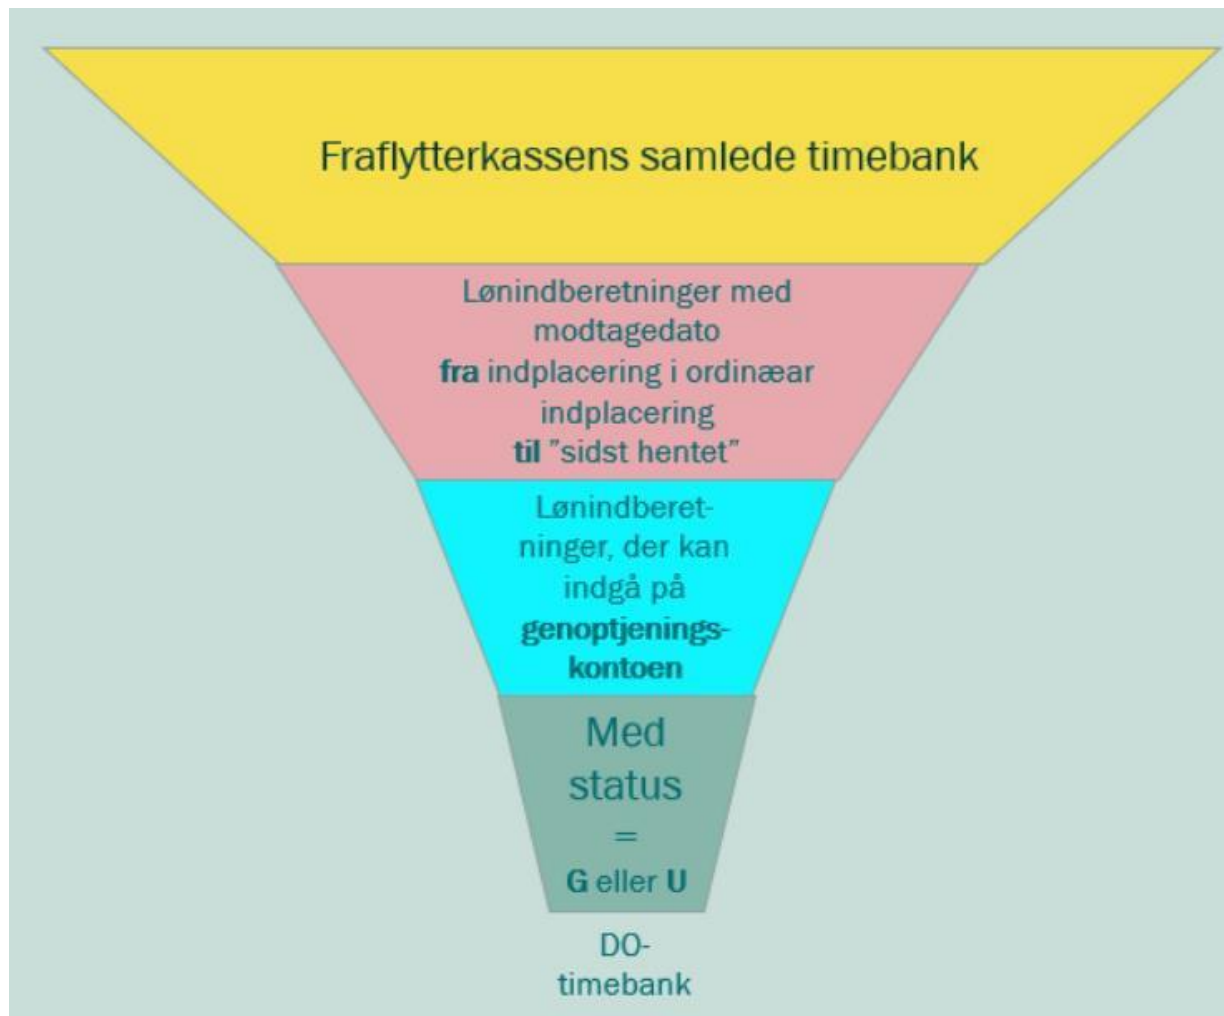 Fraflytterkassens samlede timebank
Lønindberetninger med
modtagedato
fra indplacering i ordinæar
indplacering
til ”sidst hentet”
Lønindberet-
ninger, der kan
indgå på
genoptjenings-
kontoen
Med
status
=
G eller U
DO-
timebank